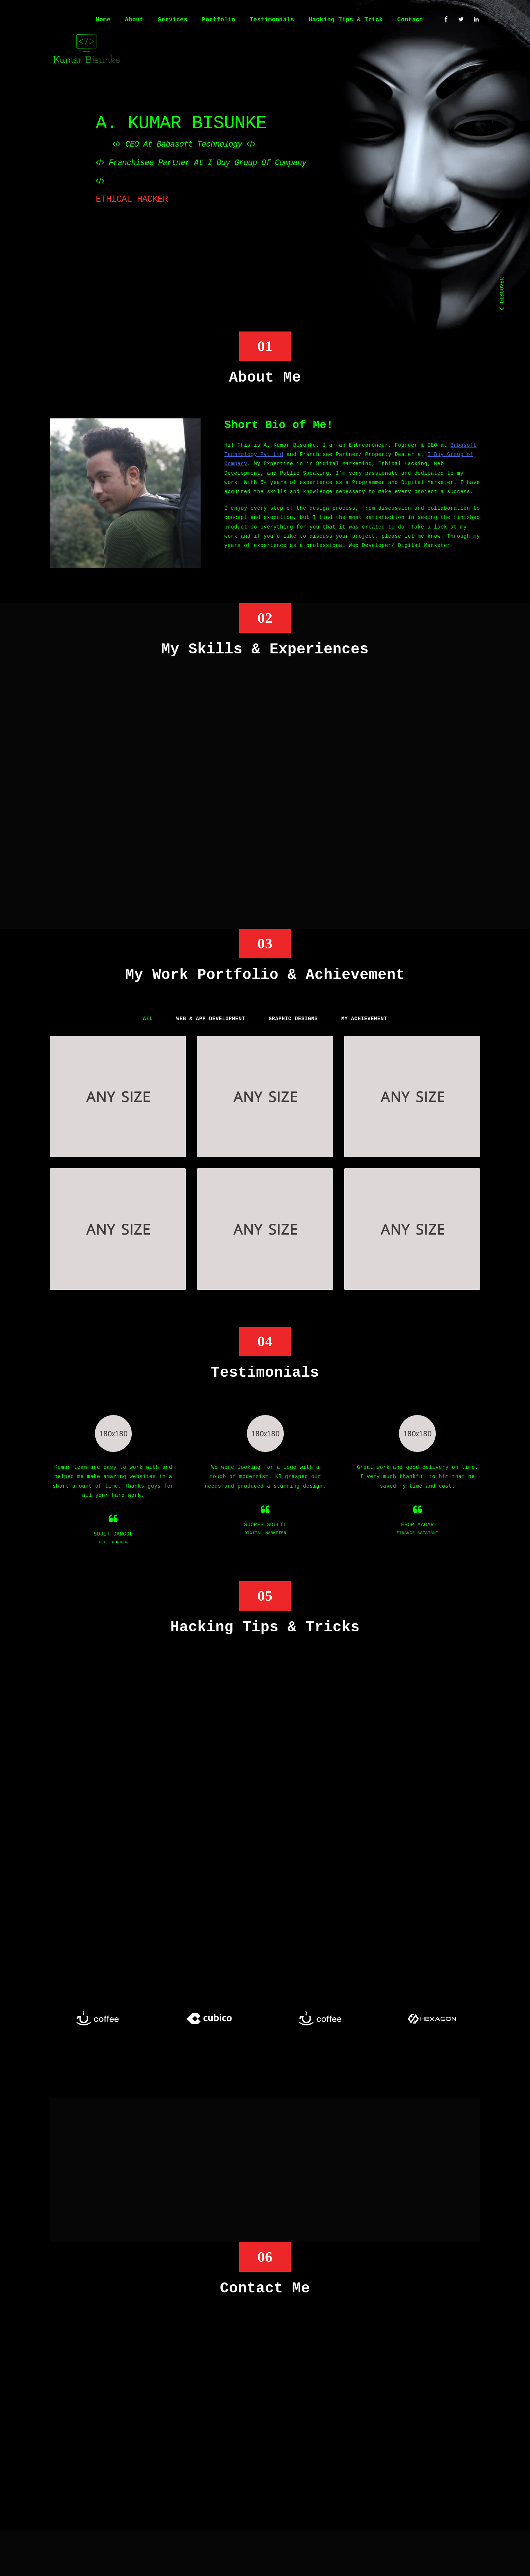 Home About Services Portfolio Testimonials Hacking Tips & Trick Contact
</>
Kumar Bisunke
A. KUMAR BISUNKE
</> CEO At Babasoft Technology </>
</> Franchisee Partner At I Buy Group Of Company
</>
ETHICAL HACKER
DISCOVER
01
About Me
Short Bio of Me!
Hi! This is A. Kumar Bisunke. I am an Entrepreneur. Founder & CEO at Babasoft
Technology Pvt Ltd and Franchisee Partner/ Property Dealer at I Buy Group of
Company. My Expertise is in Digital Marketing, Ethical Hacking, Web
Development, and Public Speaking. I'm very passionate and dedicated to my
work. With 5+ years of experience as a Programmer and Digital Marketer. I have
acquired the skills and knowledge necessary to make every project a success.
I enjoy every step of the design process, from discussion and collaboration to
concept and execution, but I find the most satisfaction in seeing the finished
product do everything for you that it was created to do. Take a look at my
work and if you'd like to discuss your project, please let me know. Through my
years of experience as a professional Web Developer/ Digital Marketer.
02
My Skills & Experiences
03
My Work Portfolio & Achievement
ALL WEB & APP DEVELOPMENT GRAPHIC DESIGNS MY ACHIEVEMENT
ANY SIZE ANY SIZE ANY SIZE
ANY SIZE ANY SIZE ANY SIZE
04
Testimonials
180x180
Kumar team are easy to work with and
helped me make amazing websites in a
short amount of time. Thanks guys for
all your hard work.
SUJIT DANGOL
CEO FOUNDER
180x180
We were looking for a logo with a
touch of modernism. KB grasped our
needs and produced a stunning design.
SOORES SOULIL
DIGITAL MARKETER
180x180
Great work and good delivery on time.
I very much thankful to him that he
saved my time and cost.
ESOR MAGAR
FINANCE ASISTANT
05
Hacking Tips & Tricks
coffee cubico coffee HEXAGON
06
Contact Me